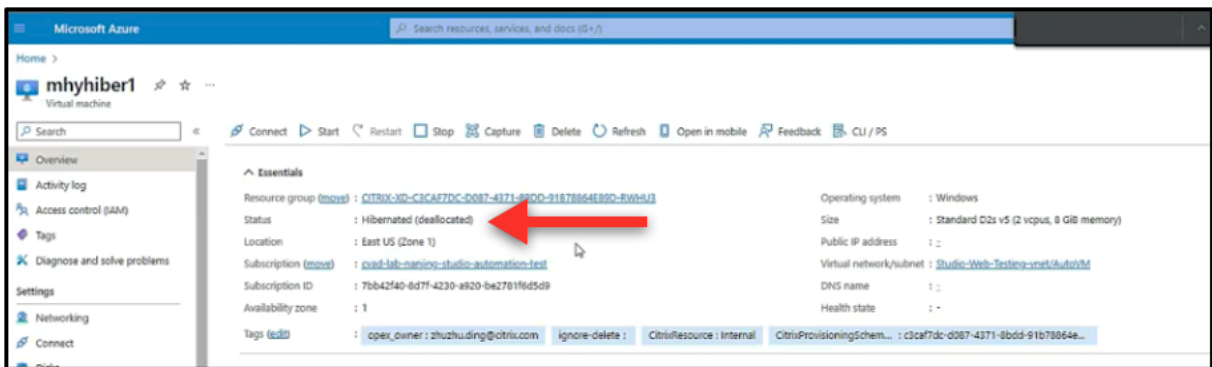 Microsoft Azure
Search resources, services, and docs (G+/)
Home >
mhyhiber1
Virtual machine
Search
Connect Start Restart Stop Capture Delete Refresh Open in mobile Feedback CLI / PS
Overview
Activity log
Access control (IAM)
Tags
Diagnose and solve problems
Settings
Networking
Connect
Disks
Essentials
Resource group (move) : CITRIX-XD-C3CAF7DC-D087-4371-8BDD-91B78864E89D-RWHU3
Status : Hibernated (deallocated)
Location : East US (Zone 1)
Subscription (move) : cvad-lab-nanjing-studio-automation-test
Subscription ID : 7bb42f40-8d7f-4230-a920-be2781f6d5d9
Availability zone : 1
Operating system : Windows
Size : Standard D2s v5 (2 vcpus, 8 GiB memory)
Public IP address : -
Virtual network/subnet : Studio-Web-Testing-vnet/AutoVM
DNS name : -
Health state : -
Tags (edit) : opex_owner : zhuzhu.ding@citrix.com ignore-delete : CitrixResource : Internal CitrixProvisioningSchem... : c3caf7dc-d087-4371-8bdd-91b78864e...